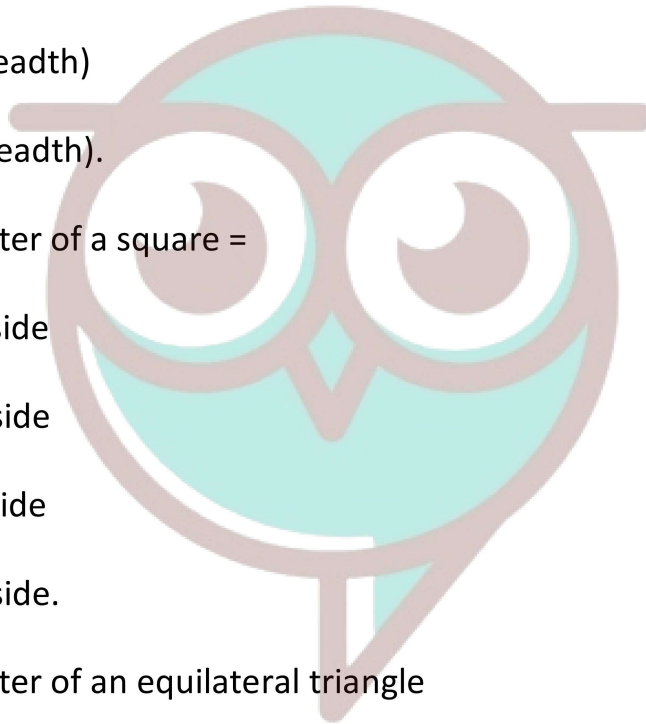 eadth)
eadth).
ter of a square =
side
side
ide
side.
ter of an equilateral triangle